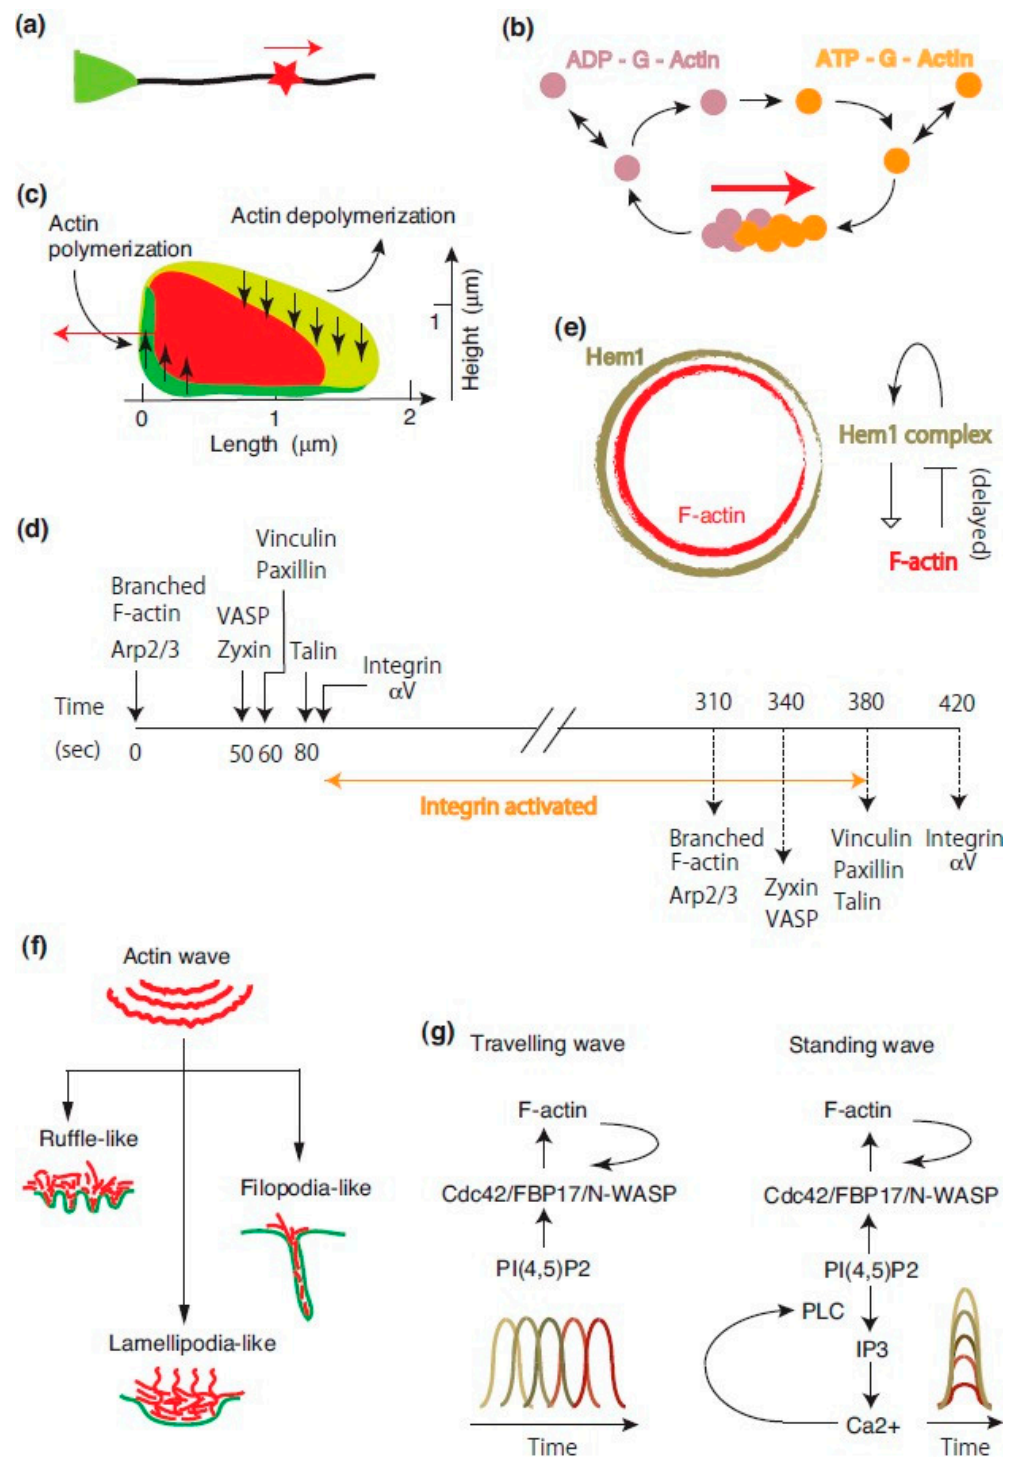 (a)
(b)
ADP - G - Actin
ATP - G - Actin
(c)
Actin
polymerization
Actin depolymerization
Height (μm)
1
0
1
2
Length (μm)
(e)
Hem1
F-actin
Hem1 complex
(delayed)
F-actin
(d)
Vinculin
Paxillin
Branched
F-actin
Arp2/3
VASP
Zyxin
Talin
Integrin
αV
Time
(sec)
0
50
60
80
310
340
380
420
Integrin activated
Branched
F-actin
Arp2/3
Zyxin
VASP
Vinculin
Paxillin
Talin
Integrin
αV
(f)
Actin wave
Ruffle-like
Filopodia-like
Lamellipodia-like
(g)
Travelling wave
F-actin
Cdc42/FBP17/N-WASP
PI(4,5)P2
Time
Standing wave
F-actin
Cdc42/FBP17/N-WASP
PI(4,5)P2
PLC
IP3
Ca2+
Time